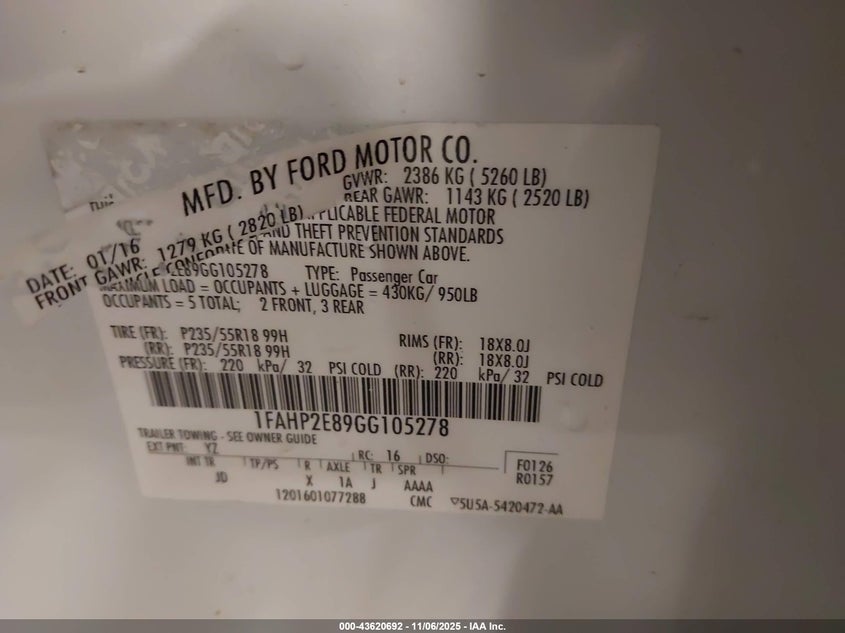 MFD. BY FORD MOTOR CO.
DATE: 01/16 GVWR: 2386 KG ( 5260 LB)
FRONT GAWR: 1279 KG ( 2820 LB) REAR GAWR: 1143 KG ( 2520 LB)
FEDERAL MOTOR
AND THEFT PREVENTION STANDARDS
OF MANUFACTURE SHOWN ABOVE.
E89GG105278 TYPE: Passenger Car
MAXIMUM LOAD = OCCUPANTS + LUGGAGE = 430KG/ 950LB
OCCUPANTS = 5 TOTAL; 2 FRONT, 3 REAR
TIRE (FR): P235/55R18 99H RIMS (FR): 18X8.0J
(RR): P235/55R18 99H (RR): 18X8.0J
PRESSURE (FR): 220 kPa/ 32 PSI COLD (RR): 220 kPa/ 32 PSI COLD
1FAHP2E89GG105278
TRAILER TOWING - SEE OWNER GUIDE
EXT PNT: YZ RC: 16 DSO: F0126
INT TR TP/PS R AXLE TR SPR R0157
JD X 1A J AAAA
1201601077288 CMC 5U5A-5420472-AA
000-43620692 - 11/06/2025 - IAA Inc.